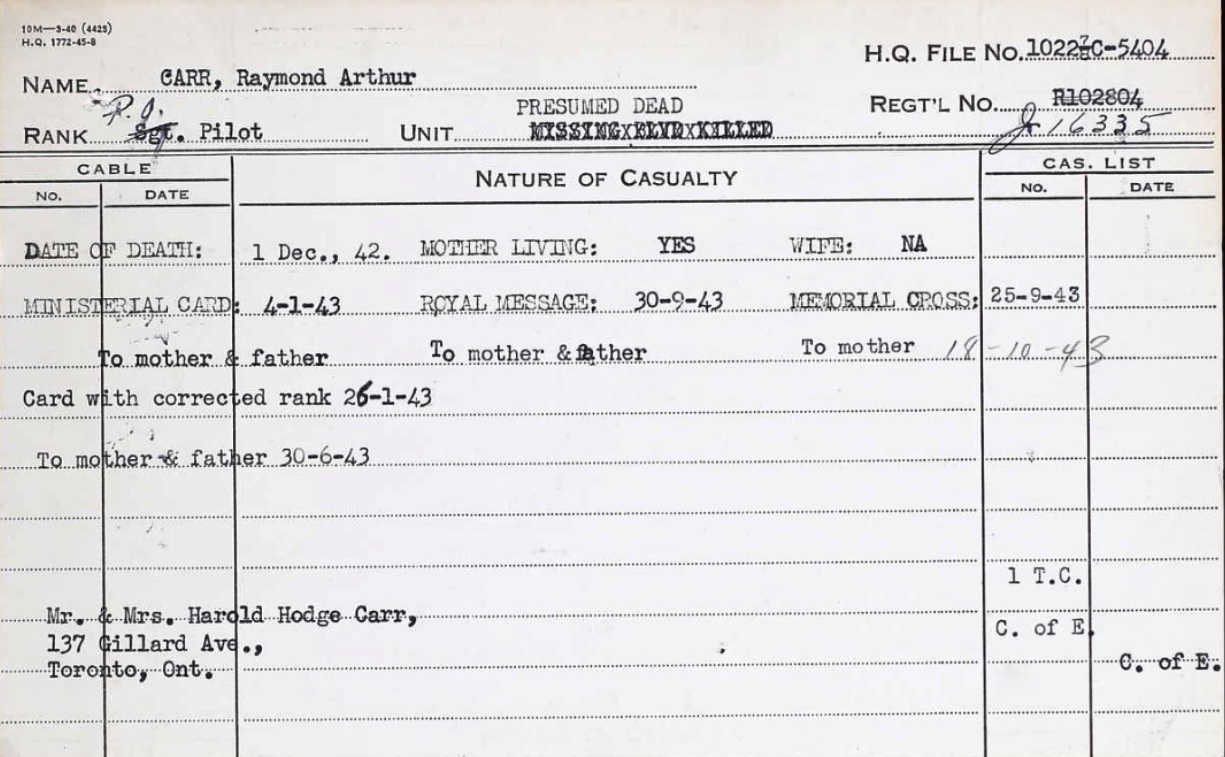 10M—3-40 (4425)
H.Q. 1772-45-8
H.Q. FILE NO. 1022-C-5404
NAME. CARR, Raymond Arthur
PRESUMED DEAD
REGT'L NO. R102804
RANK Sgt. Pilot UNIT MISSING X BLVD X KILLED
J 16335
CABLE
NATURE OF CASUALTY
CAS. LIST
NO. DATE
NO. DATE
DATE OF DEATH: 1 Dec., 42. MOTHER LIVING: YES WIFE: NA
MINISTERIAL CARD: 4-1-43 ROYAL MESSAGE: 30-9-43 MEMORIAL CROSS: 25-9-43
To mother & father To mother & father To mother 18-10-43
Card with corrected rank 26-1-43
To mother & father 30-6-43
1 T.C.
Mr. & Mrs. Harold Hodge Carr,
C. of E.
137 Gillard Ave.,
C. of E.
Toronto, Ont.